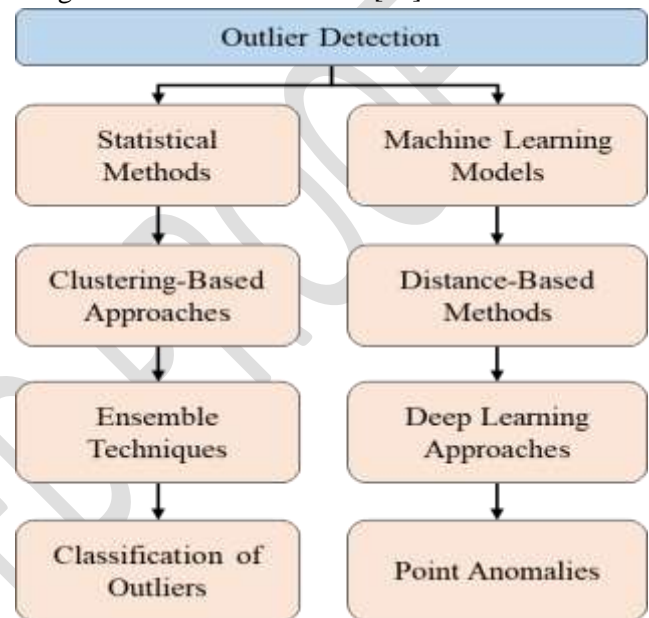 Outlier Detection
Statistical
Methods
Machine Learning
Models
Clustering-Based
Approaches
Distance-Based
Methods
Ensemble
Techniques
Deep Learning
Approaches
Classification of
Outliers
Point Anomalies